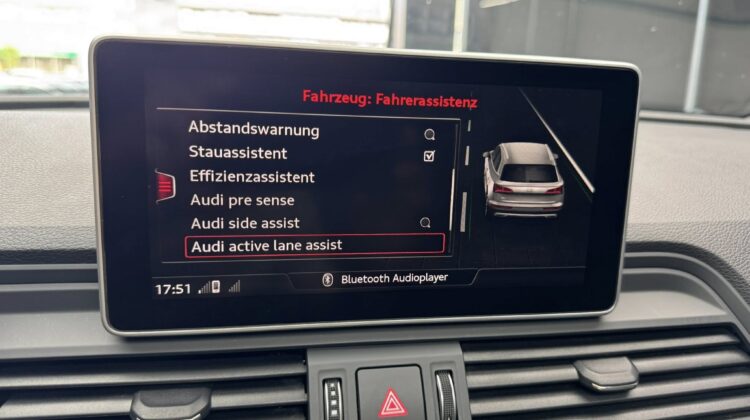 Fahrzeug: Fahrerassistenz
Abstandswarnung
Stauassistent
Effizienzassistent
Audi pre sense
Audi side assist
Audi active lane assist
17:51
Bluetooth Audioplayer